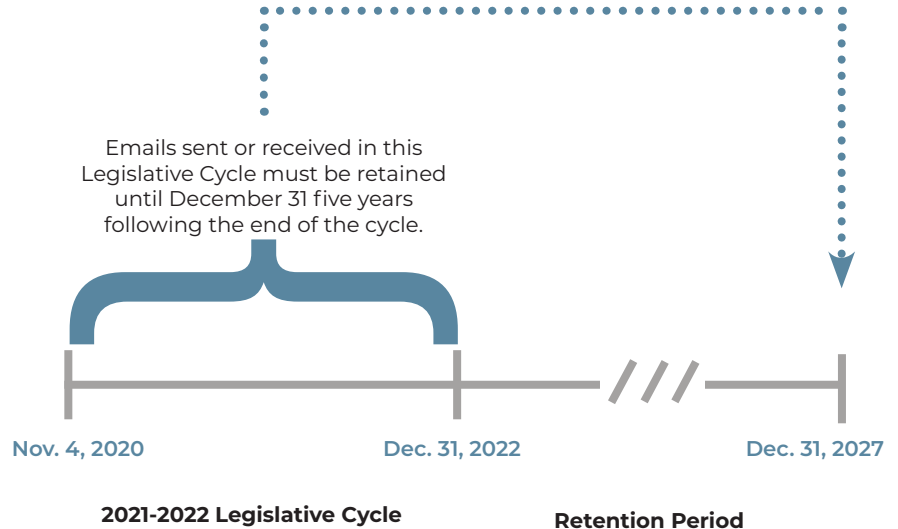 Emails sent or received in this
Legislative Cycle must be retained
until December 31 five years
following the end of the cycle.
Nov. 4, 2020
Dec. 31, 2022
Dec. 31, 2027
2021-2022 Legislative Cycle
Retention Period